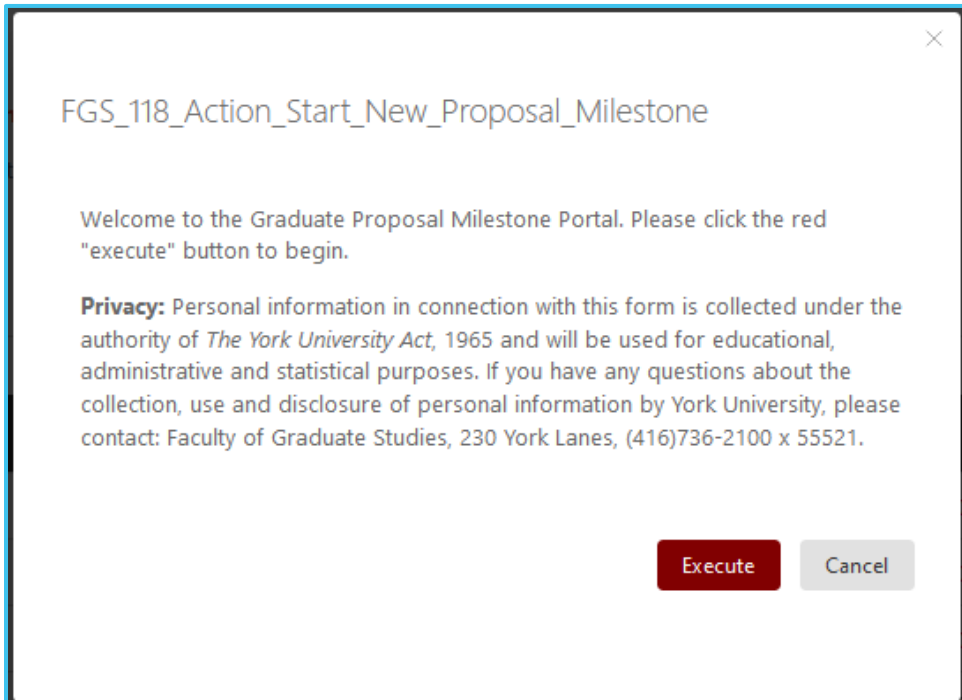 FGS_118_Action_Start_New_Proposal_Milestone
Welcome to the Graduate Proposal Milestone Portal. Please click the red
"execute" button to begin.
Privacy: Personal information in connection with this form is collected under the
authority of The York University Act, 1965 and will be used for educational,
administrative and statistical purposes. If you have any questions about the
collection, use and disclosure of personal information by York University, please
contact: Faculty of Graduate Studies, 230 York Lanes, (416)736-2100 x 55521.
Execute Cancel